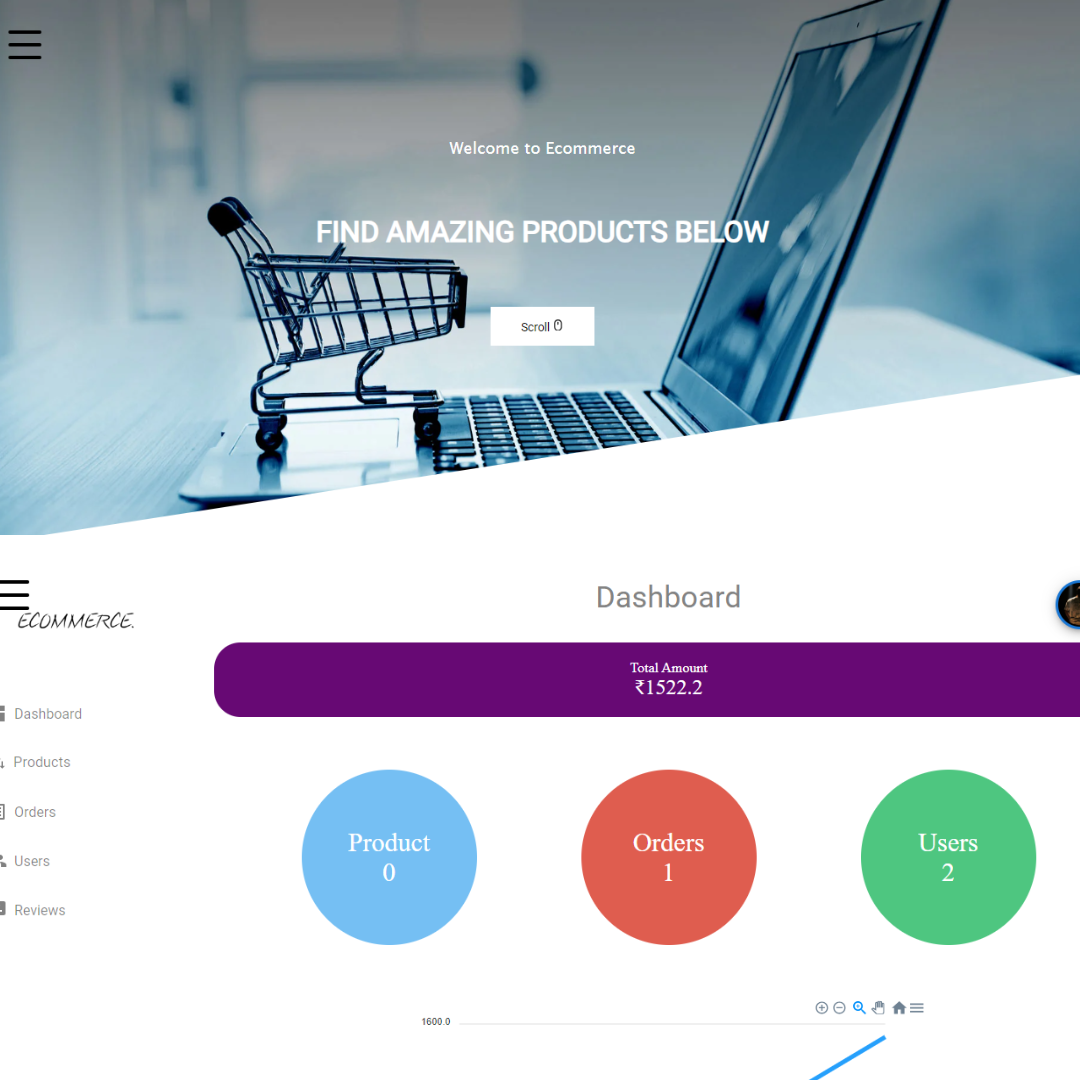 Welcome to Ecommerce
FIND AMAZING PRODUCTS BELOW
Scroll
Dashboard
ECOMMERCE.
Total Amount
₹1522.2
Dashboard
Products
Orders
Users
Reviews
Product
0
Orders
1
Users
2
1600.0